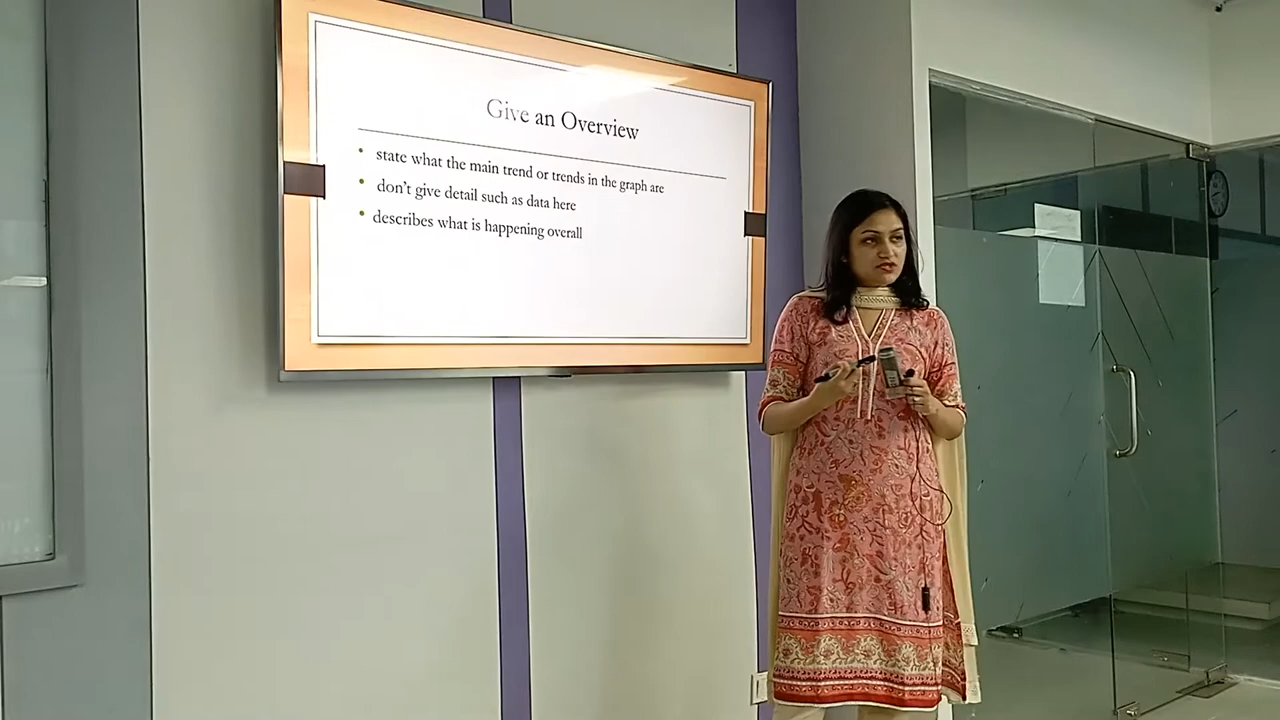 Give an Overview
• state what the main trend or trends in the graph are
• don't give detail such as data here
• describes what is happening overall